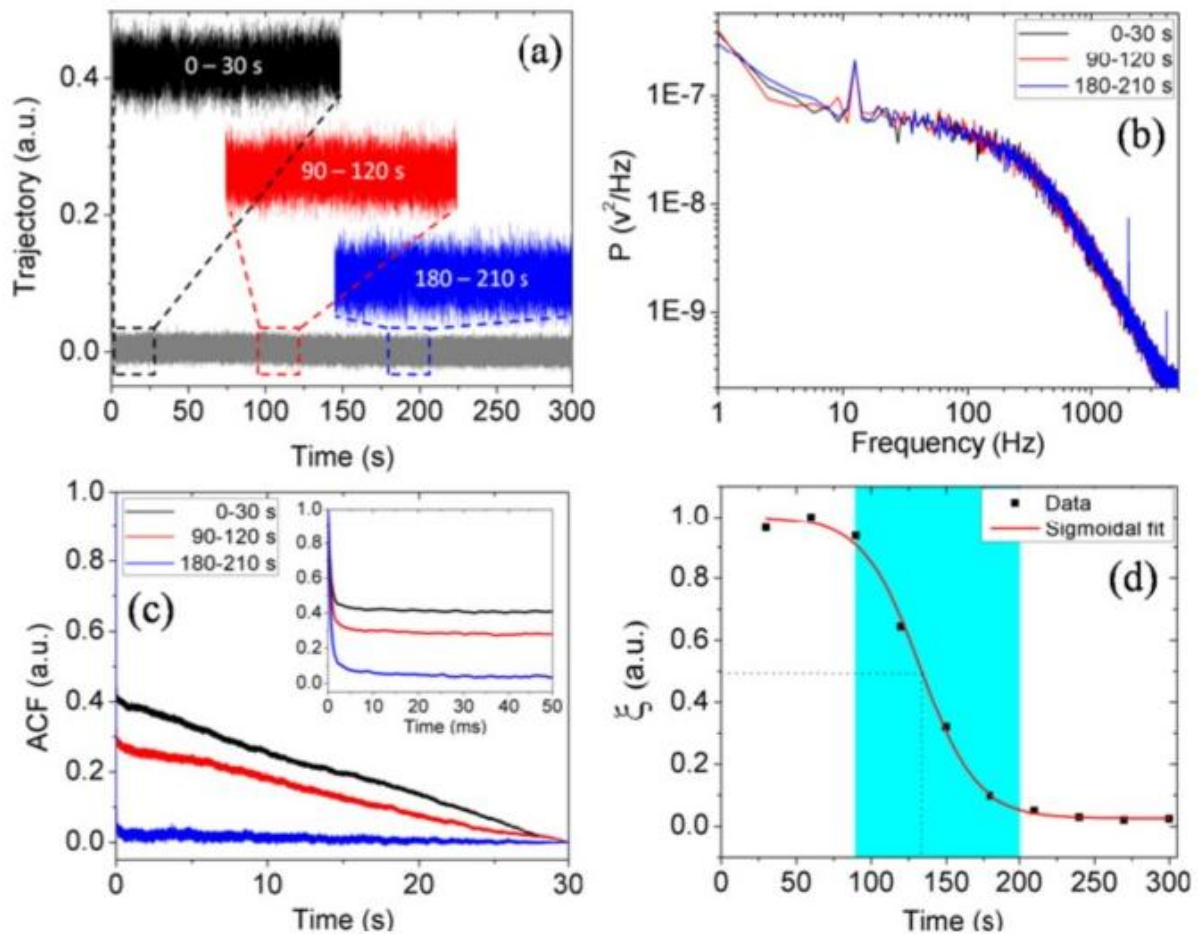 (a)
0 – 30 s
90 – 120 s
180 – 210 s
Trajectory (a.u.)
0.4
0.2
0.0
0 50 100 150 200 250 300
Time (s)
(b)
0-30 s
90-120 s
180-210 s
P (v²/Hz)
1E-7
1E-8
1E-9
1 10 100 1000
Frequency (Hz)
(c)
0-30 s
90-120 s
180-210 s
ACF (a.u.)
1.0
0.8
0.6
0.4
0.2
0.0
0 10 20 30
Time (s)
1.0
0.8
0.6
0.4
0.2
0.0
0 10 20 30 40 50
Time (ms)
(d)
Data
Sigmoidal fit
ξ (a.u.)
1.0
0.8
0.6
0.4
0.2
0.0
0 50 100 150 200 250 300
Time (s)